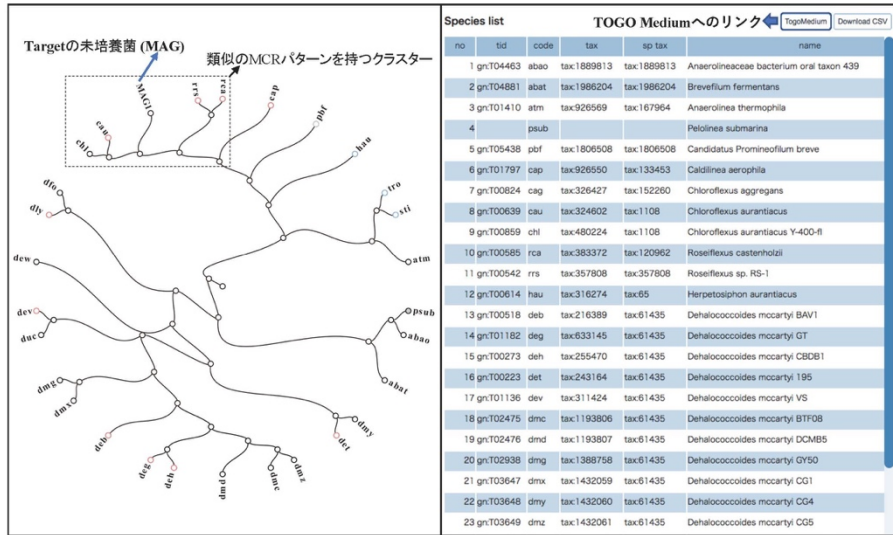 Targetの未培養菌 (MAG)
類似のMCRパターンを持つクラスター
MAG1
rrs
rca
cap
pbf
hau
cau
chl
tro
sti
atm
dfo
dly
dew
dev
duc
psub
abao
abat
dmg
dmx
deb
deg
deh
dmd
dmc
dmz
dmy
det
Species list TOGO Mediumへのリンク TogoMedium Download CSV
no tid code tax sp tax name
1 gn:T04463 abao tax:1889813 tax:1889813 Anaerolineaceae bacterium oral taxon 439
2 gn:T04881 abat tax:1986204 tax:1986204 Brevefilum fermentans
3 gn:T01410 atm tax:926569 tax:167964 Anaerolinea thermophila
4 psub Pelolinea submarina
5 gn:T05438 pbf tax:1806508 tax:1806508 Candidatus Promineofilum breve
6 gn:T01797 cap tax:926550 tax:133453 Caldilinea aerophila
7 gn:T00824 cag tax:326427 tax:152260 Chloroflexus aggregans
8 gn:T00639 cau tax:324602 tax:1108 Chloroflexus aurantiacus
9 gn:T00859 chl tax:480224 tax:1108 Chloroflexus aurantiacus Y-400-fl
10 gn:T00585 rca tax:383372 tax:120962 Roseiflexus castenholzii
11 gn:T00542 rrs tax:357808 tax:357808 Roseiflexus sp. RS-1
12 gn:T00614 hau tax:316274 tax:65 Herpetosiphon aurantiacus
13 gn:T00518 deb tax:216389 tax:61435 Dehalococcoides mccartyi BAV1
14 gn:T01182 deg tax:633145 tax:61435 Dehalococcoides mccartyi GT
15 gn:T00273 deh tax:255470 tax:61435 Dehalococcoides mccartyi CBDB1
16 gn:T00223 det tax:243164 tax:61435 Dehalococcoides mccartyi 195
17 gn:T01136 dev tax:311424 tax:61435 Dehalococcoides mccartyi VS
18 gn:T02475 dmc tax:1193806 tax:61435 Dehalococcoides mccartyi BTF08
19 gn:T02476 dmd tax:1193807 tax:61435 Dehalococcoides mccartyi DCMB5
20 gn:T02938 dmg tax:1388758 tax:61435 Dehalococcoides mccartyi GY50
21 gn:T03647 dmx tax:1432059 tax:61435 Dehalococcoides mccartyi CG1
22 gn:T03648 dmy tax:1432060 tax:61435 Dehalococcoides mccartyi CG4
23 gn:T03649 dmz tax:1432061 tax:61435 Dehalococcoides mccartyi CG5